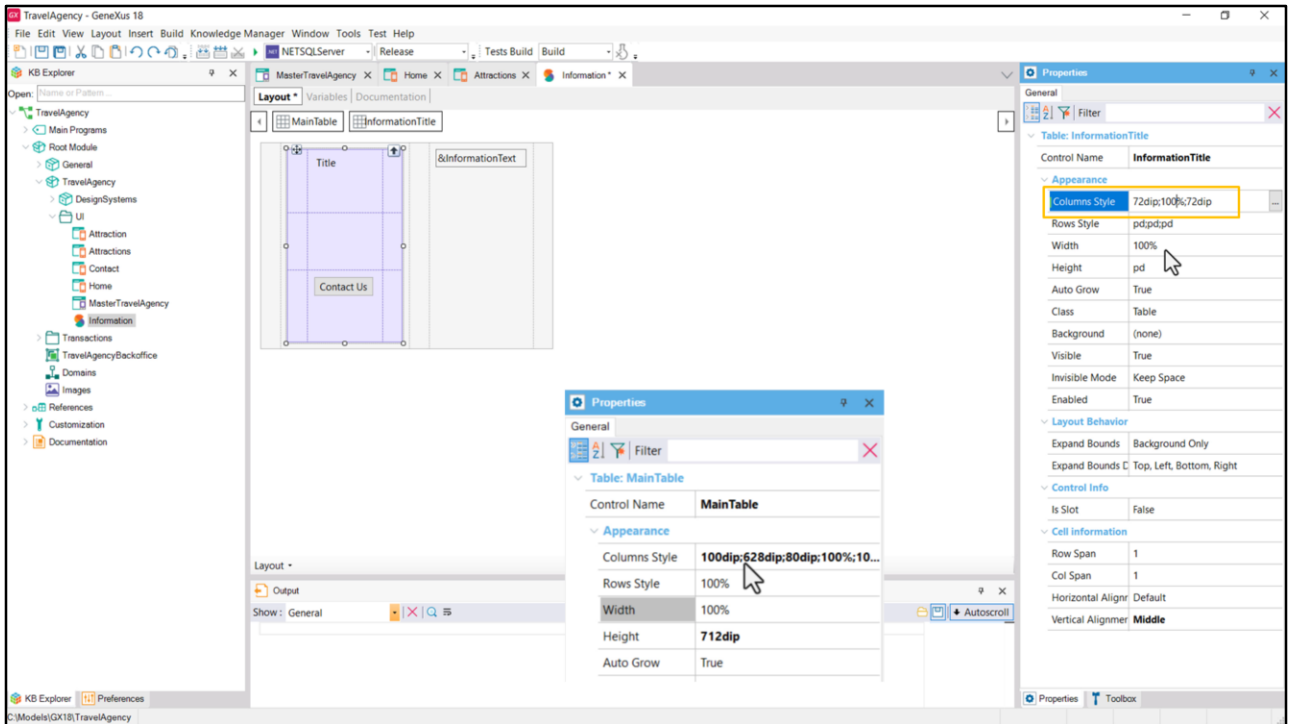 GX TravelAgency - GeneXus 18
File Edit View Layout Insert Build Knowledge Manager Window Tools Test Help
NET NETSQLServer Release Tests Build Build
KB Explorer
Open: Name or Pattern...
TravelAgency
Main Programs
Root Module
General
TravelAgency
DesignSystems
UI
Attraction
Attractions
Contact
Home
MasterTravelAgency
Information
Transactions
TravelAgencyBackoffice
Domains
Images
References
Customization
Documentation
KB Explorer Preferences
C:\Models\GX18\TravelAgency
MasterTravelAgency X Home X Attractions X Information * X
Layout * Variables Documentation
MainTable InformationTitle
Title
&InformationText
Contact Us
Layout
Output
Show: General
Autoscroll
Properties
General
Filter
Table: MainTable
Control Name MainTable
Appearance
Columns Style 100dip;628dip;80dip;100%;10...
Rows Style 100%
Width 100%
Height 712dip
Auto Grow True
Properties
General
Filter
Table: InformationTitle
Control Name InformationTitle
Appearance
Columns Style 72dip;100%;72dip ...
Rows Style pd;pd;pd
Width 100%
Height pd
Auto Grow True
Class Table
Background (none)
Visible True
Invisible Mode Keep Space
Enabled True
Layout Behavior
Expand Bounds Background Only
Expand Bounds D Top, Left, Bottom, Right
Control Info
Is Slot False
Cell information
Row Span 1
Col Span 1
Horizontal Alignr Default
Vertical Alignmer Middle
Properties Toolbox